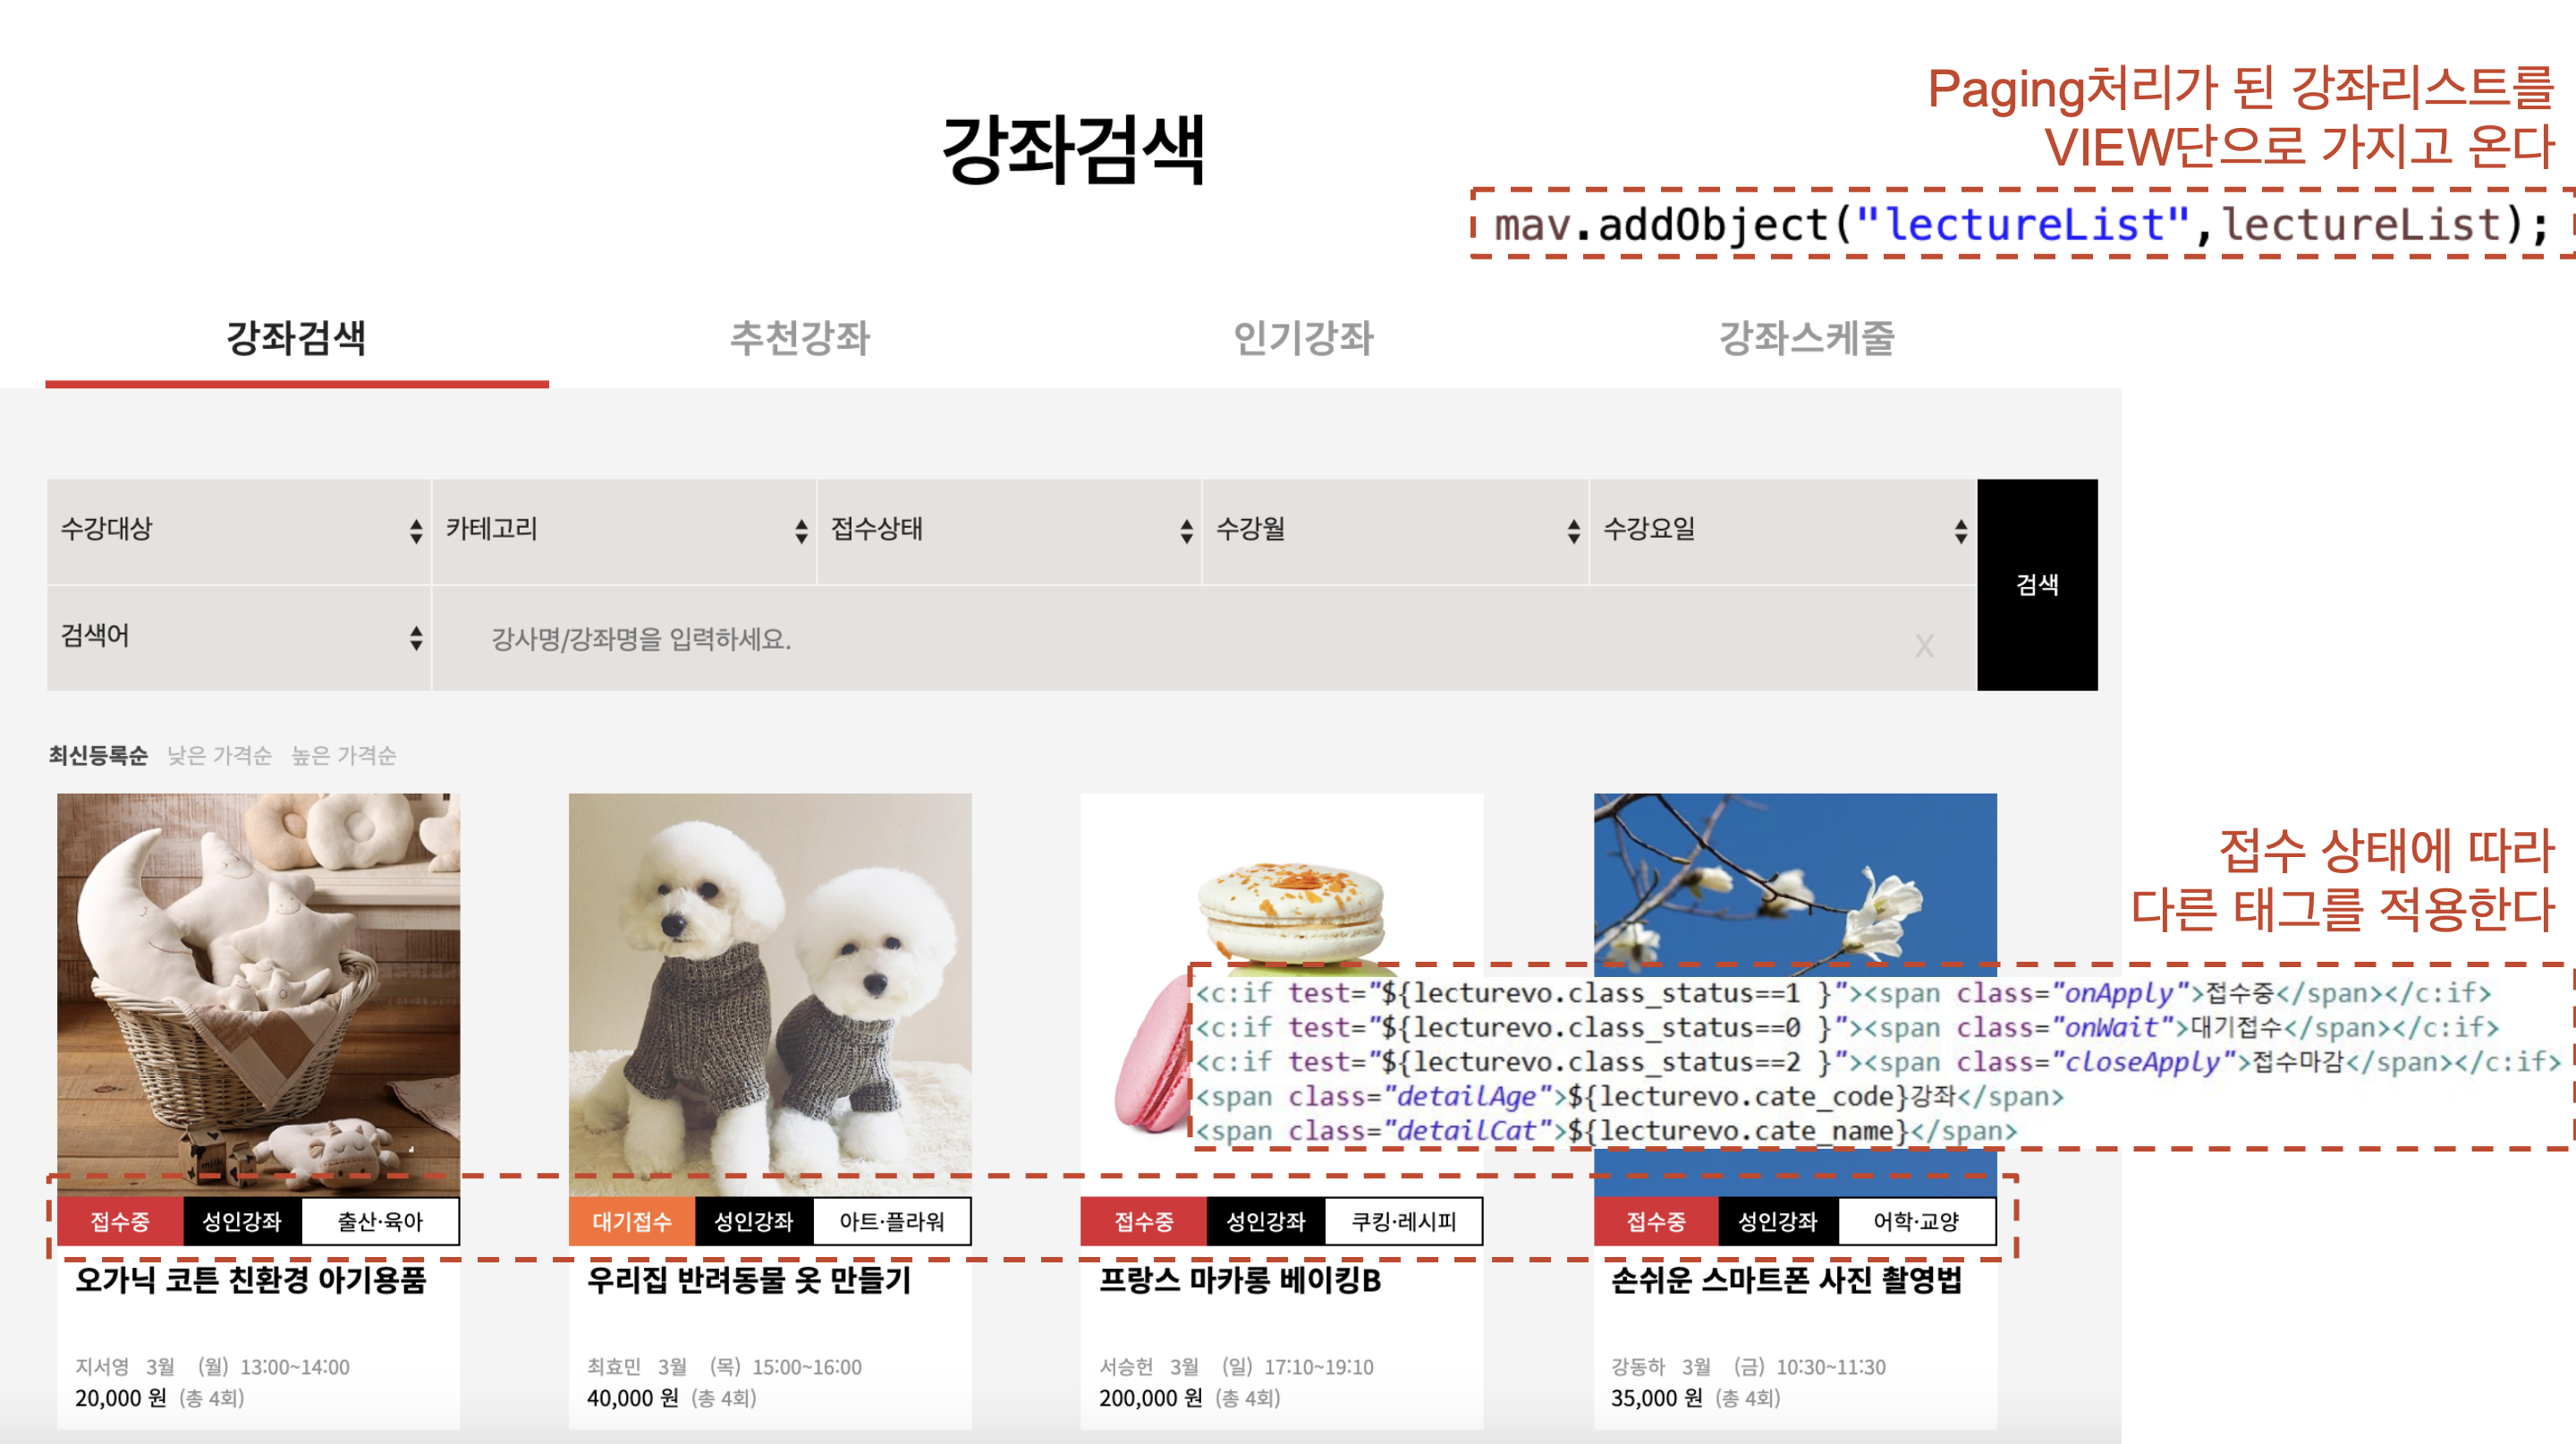 Paging처리가 된 강좌리스트를
VIEW단으로 가지고 온다
mav.addObject("lectureList",lectureList);
강좌검색
강좌검색 추천강좌 인기강좌 강좌스케줄
수강대상 카테고리 접수상태 수강월 수강요일
검색
검색어 강사명/강좌명을 입력하세요. X
최신등록순 낮은 가격순 높은 가격순
접수 상태에 따라
다른 태그를 적용한다
<c:if test="${lecturevo.class_status==1 }"><span class="onApply">접수중</span></c:if>
<c:if test="${lecturevo.class_status==0 }"><span class="onWait">대기접수</span></c:if>
<c:if test="${lecturevo.class_status==2 }"><span class="closeApply">접수마감</span></c:if>
<span class="detailAge">${lecturevo.cate_code}강좌</span>
<span class="detailCat">${lecturevo.cate_name}</span>
milk
접수중 성인강좌 출산·육아
오가닉 코튼 친환경 아기용품
지서영 3월 (월) 13:00~14:00
20,000 원 (총 4회)
대기접수 성인강좌 아트·플라워
우리집 반려동물 옷 만들기
최효민 3월 (목) 15:00~16:00
40,000 원 (총 4회)
접수중 성인강좌 쿠킹·레시피
프랑스 마카롱 베이킹B
서승헌 3월 (일) 17:10~19:10
200,000 원 (총 4회)
접수중 성인강좌 어학·교양
손쉬운 스마트폰 사진 촬영법
강동하 3월 (금) 10:30~11:30
35,000 원 (총 4회)